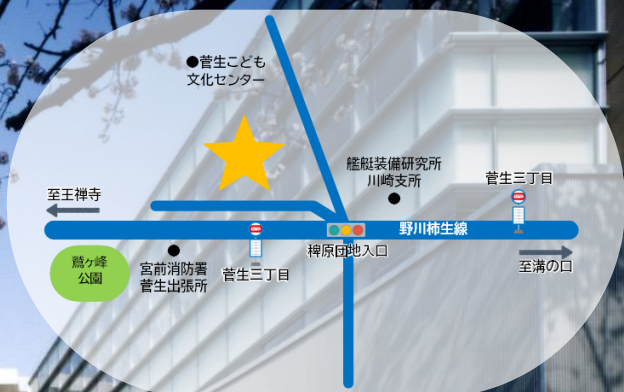 ●菅生こども
文化センター
艦艇装備研究所
川崎支所
菅生三丁目
至王禅寺
野川柿生線
稗原団地入口
鷲ヶ峰
公園
宮前消防署
菅生出張所
菅生三丁目
至溝の口